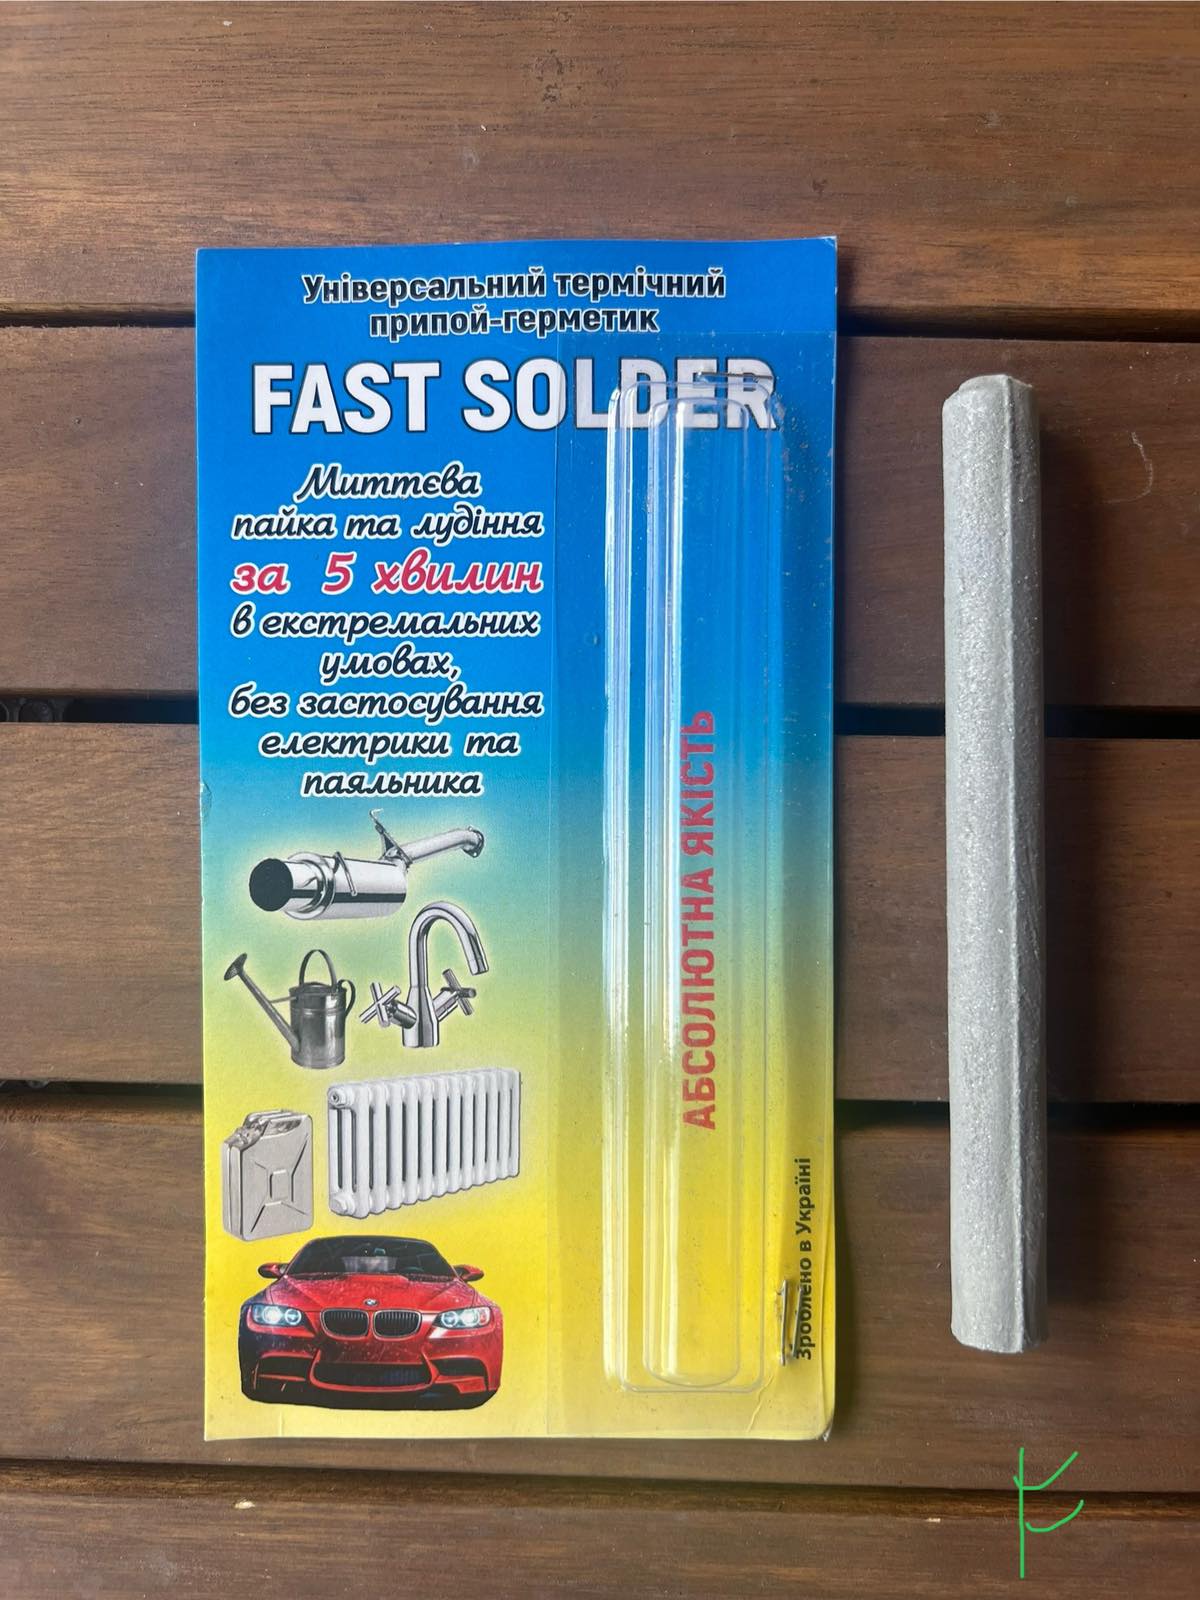 Універсальний термічний
припой-герметик
FAST SOLDER
Миттєва
пайка та лудіння
за 5 хвилин
в екстремальних
умовах,
без застосування
електрики та
паяльника
АБСОЛЮТНА ЯКІСТЬ
Зроблено в Україні